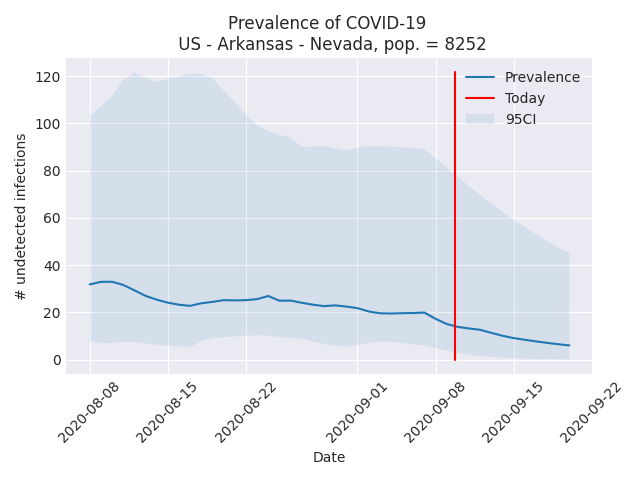 Prevalence of COVID-19
US - Arkansas - Nevada, pop. = 8252
120
100
80
60
40
20
0
# undetected infections
Prevalence
Today
95CI
2020-08-08
2020-08-15
2020-08-22
2020-09-01
2020-09-08
2020-09-15
2020-09-22
Date